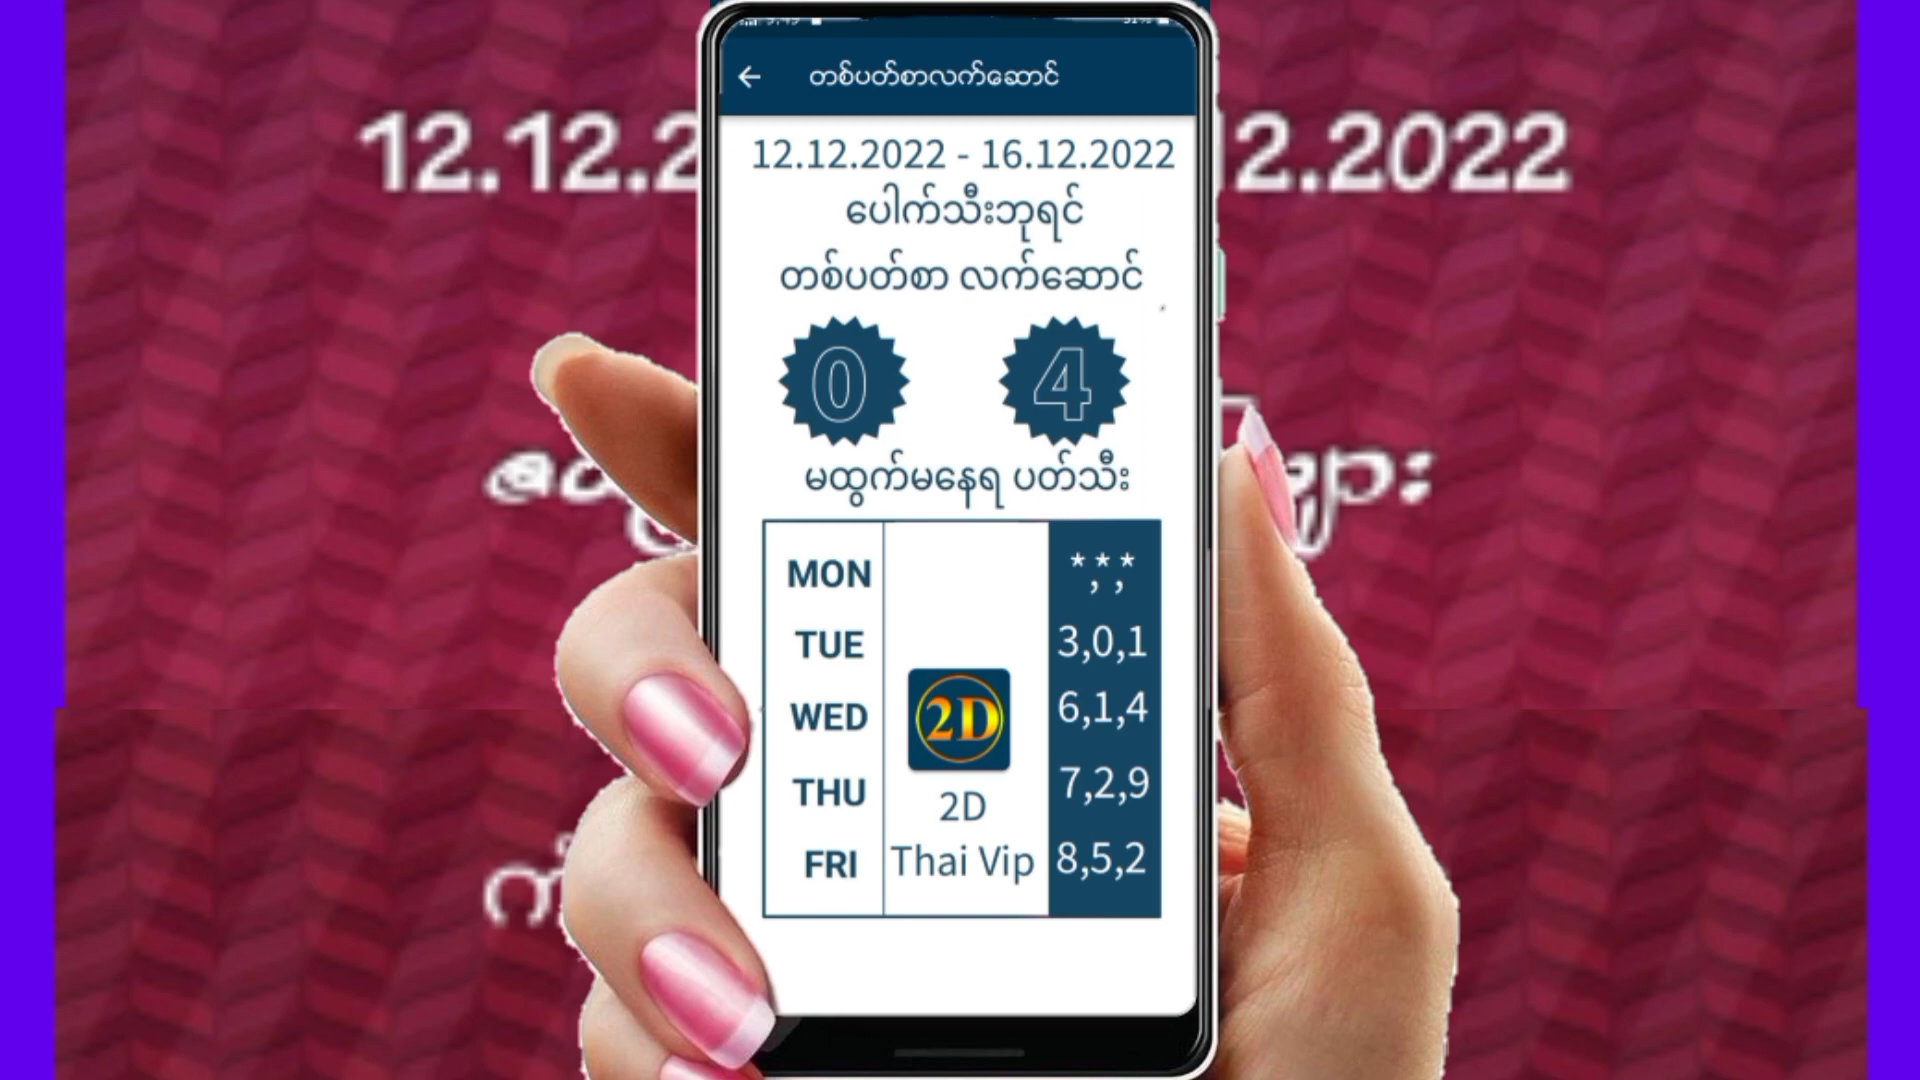 တစ်ပတ်စာလက်ဆောင်
12.12.2022 - 16.12.2022
ပေါက်သီးဘုရင်
တစ်ပတ်စာ လက်ဆောင်
0 4
မထွက်မနေရ ပတ်သီး
MON *,*,*
TUE 3,0,1
WED 6,1,4
2D
THU 7,2,9
2D
FRI Thai Vip 8,5,2
12.12.2 2.2022